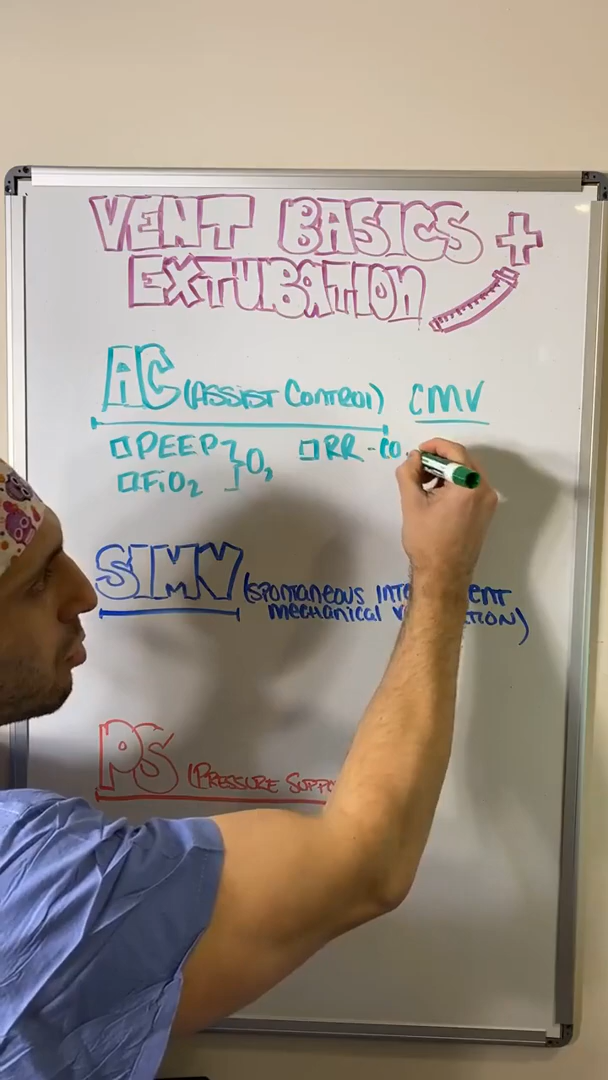 VENT BASICS +
EXTUBATION
AC (ASSIST CONTROL) CMV
PEEP
FiO2
O2
RR - CO
SIMV (SPONTANEOUS
MECHANICAL
PS (PRESSURE